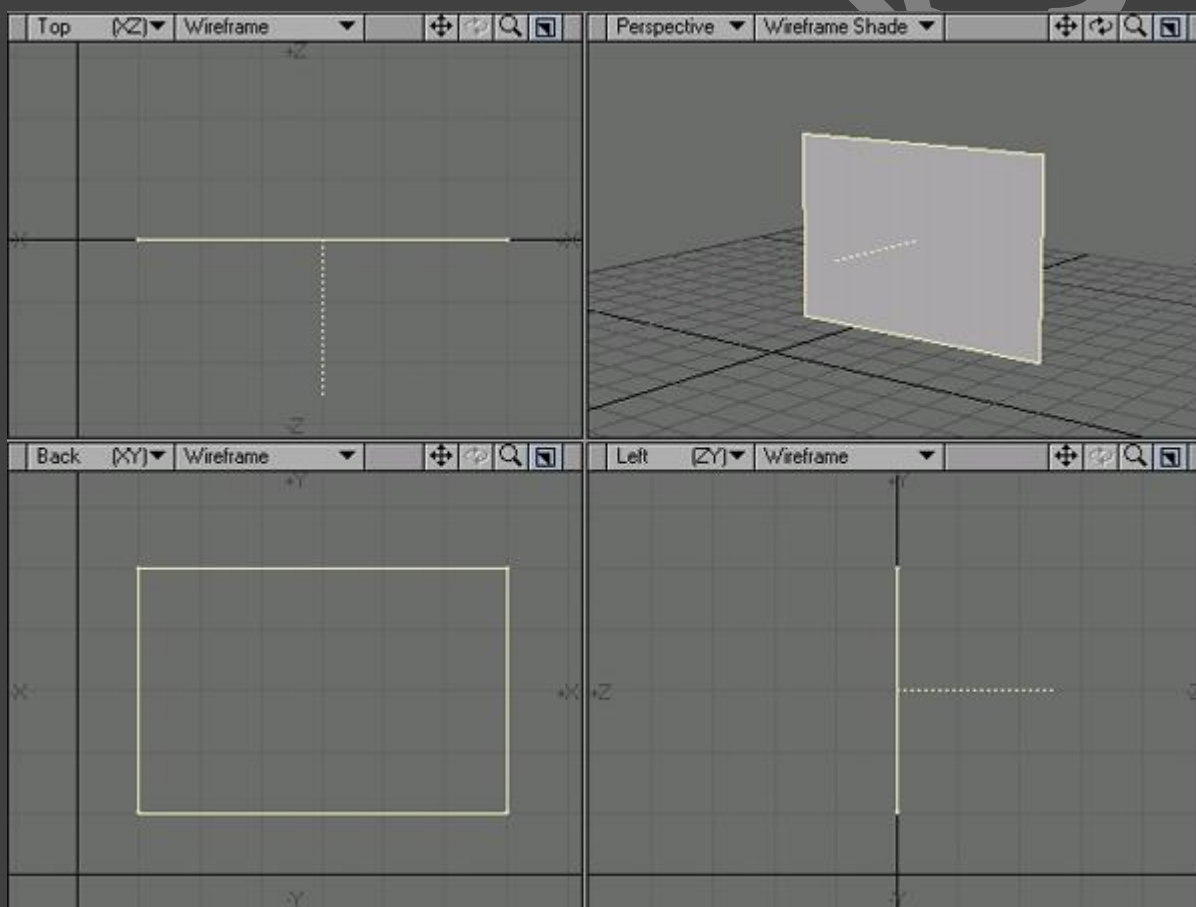 Top (XZ) Wireframe
Perspective Wireframe Shade
+Z
-X +X
-Z
Back (XY) Wireframe
Left (ZY) Wireframe
+Y
+Y
-X +X
+Z -Z
-Y
-Y